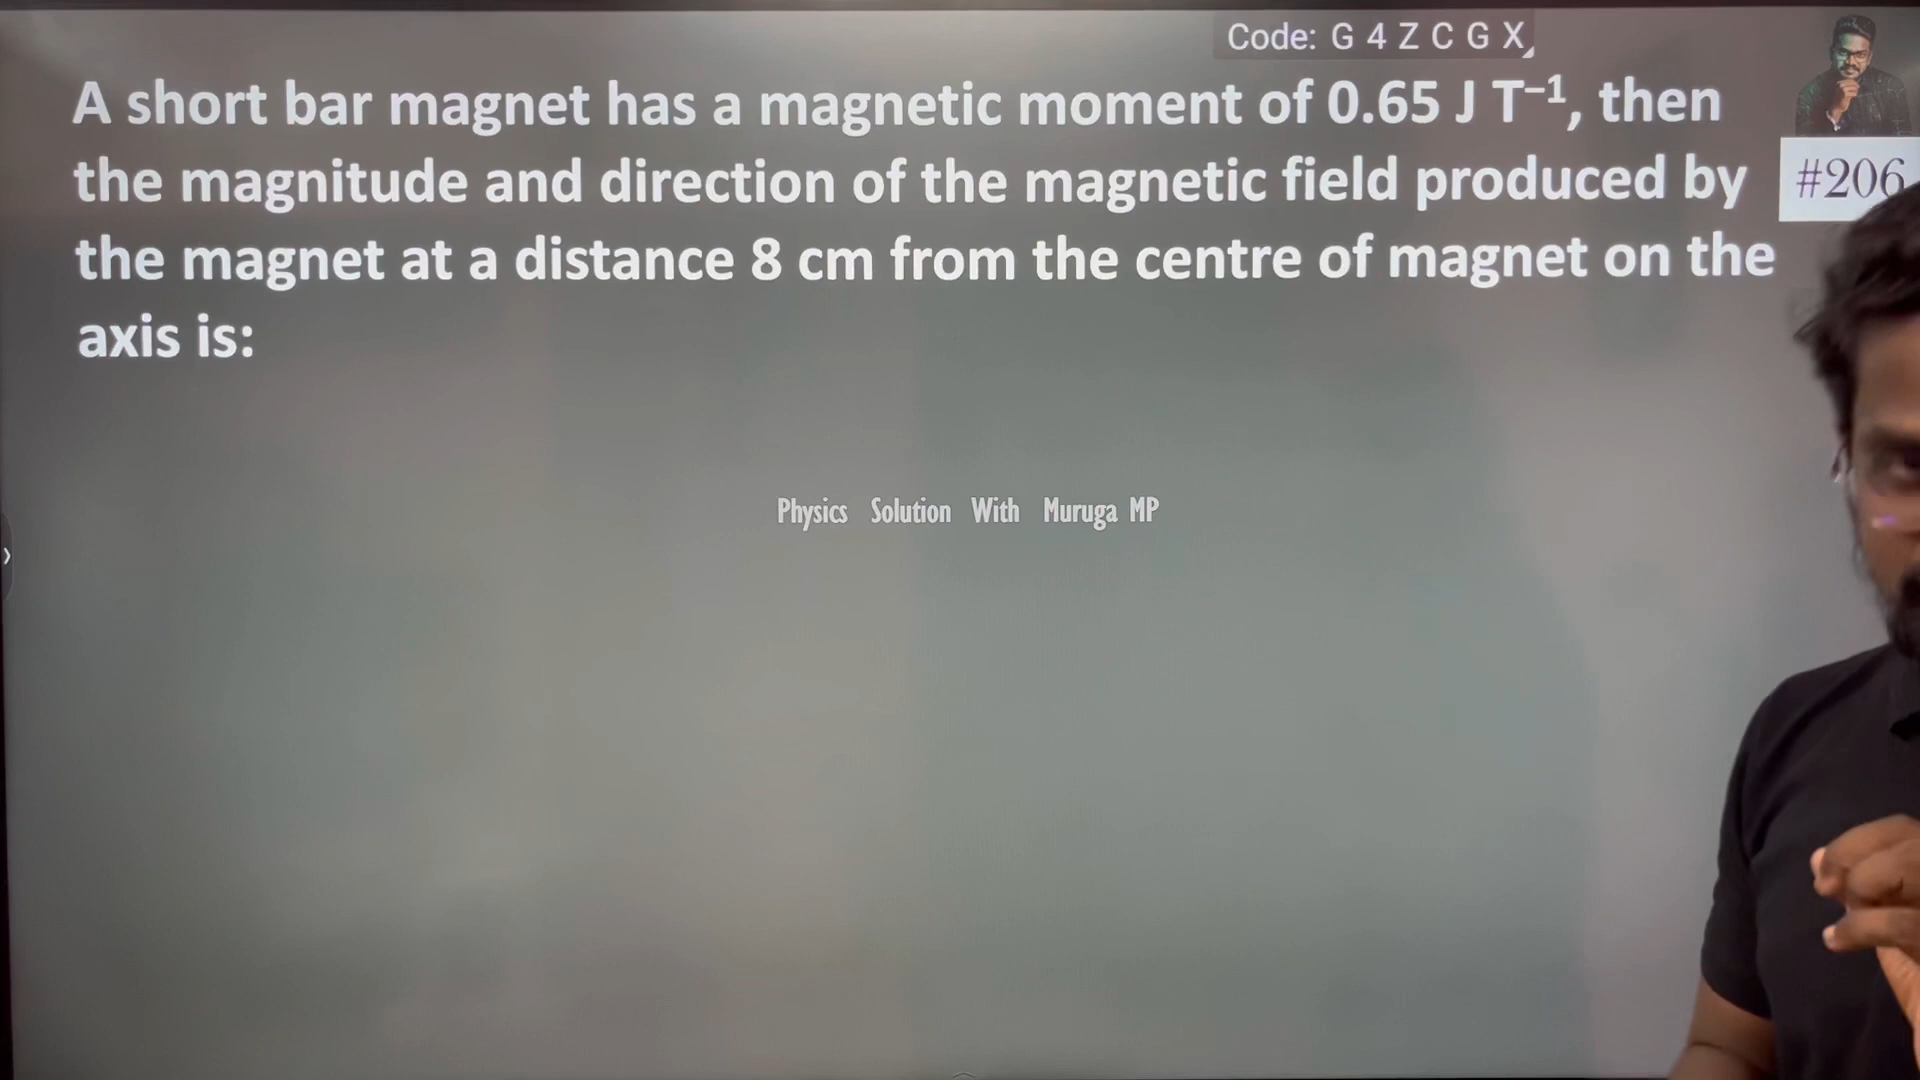 Code: G 4 Z C G X
A short bar magnet has a magnetic moment of 0.65 J T⁻¹, then
the magnitude and direction of the magnetic field produced by
#206
the magnet at a distance 8 cm from the centre of magnet on the
axis is:
Physics Solution With Muruga MP